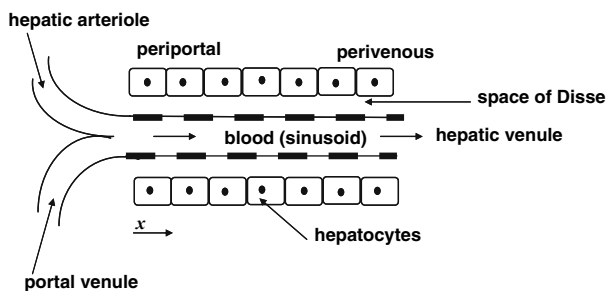 hepatic arteriole
periportal
perivenous
space of Disse
blood (sinusoid)
hepatic venule
x
hepatocytes
portal venule